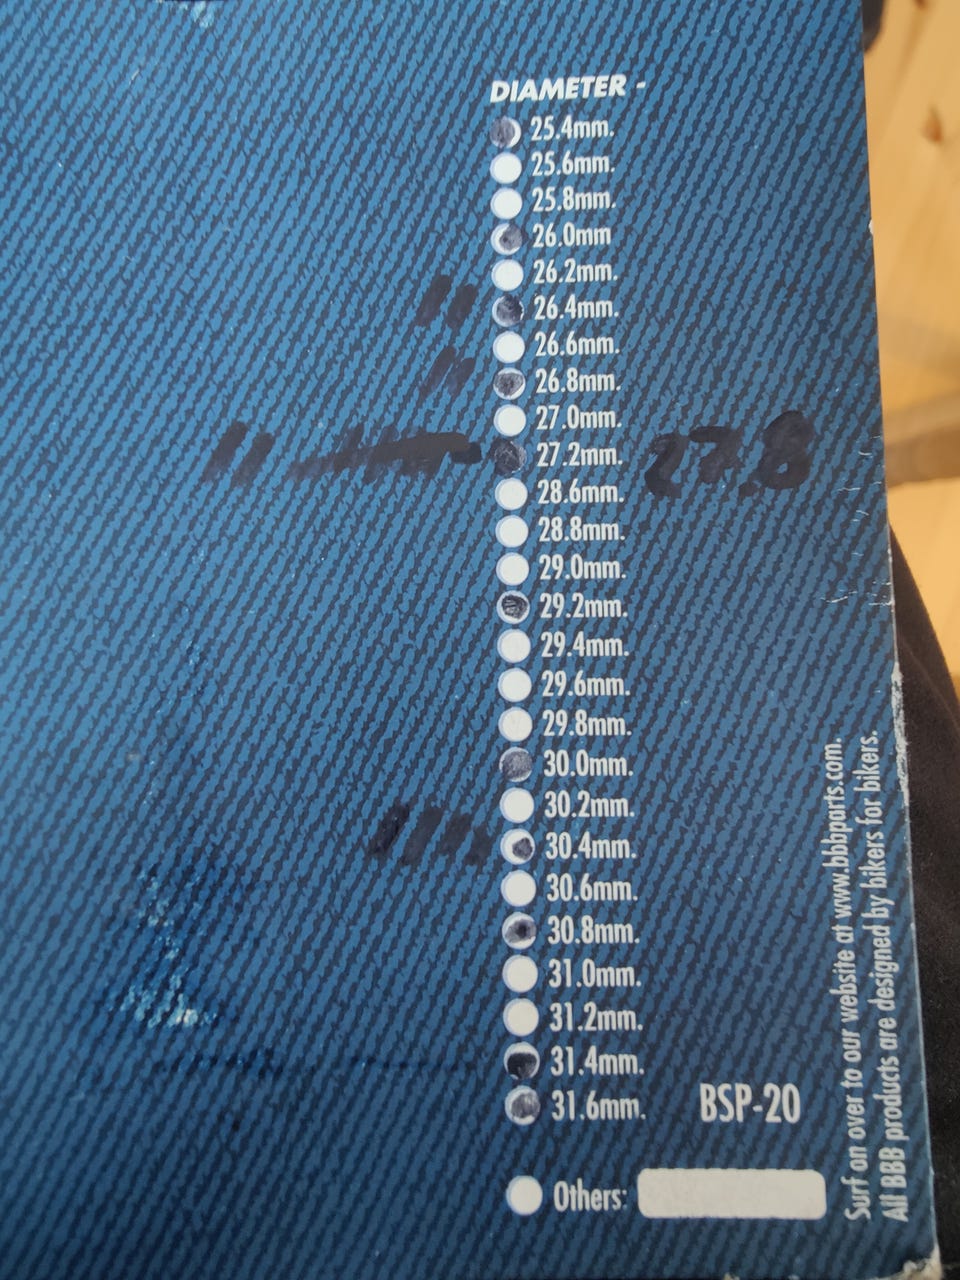 DIAMETER -
25.4mm.
25.6mm.
25.8mm.
26.0mm
26.2mm.
26.4mm.
26.6mm.
26.8mm.
27.0mm.
27.2mm. 27.8
28.6mm.
28.8mm.
29.0mm.
29.2mm.
29.4mm.
29.6mm.
29.8mm.
30.0mm.
30.2mm.
30.4mm.
30.6mm.
30.8mm.
31.0mm.
31.2mm.
31.4mm.
31.6mm.
BSP-20
Others:
Surf on over to our website at www.bbbparts.com.
All BBB products are designed by bikers for bikers.